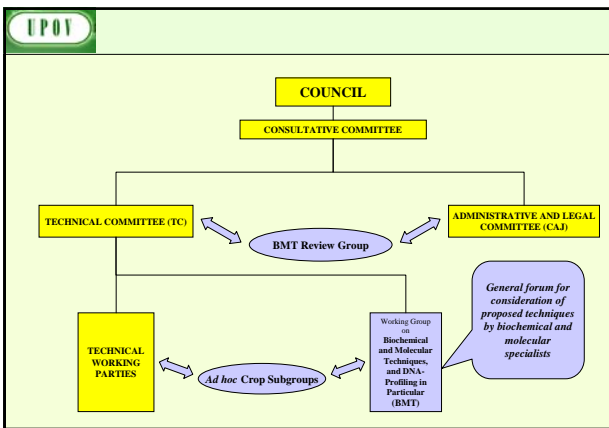 UPOV
COUNCIL
CONSULTATIVE COMMITTEE
TECHNICAL COMMITTEE (TC)
ADMINISTRATIVE AND LEGAL
COMMITTEE (CAJ)
BMT Review Group
General forum for
consideration of
proposed techniques
by biochemical and
molecular
specialists
TECHNICAL
WORKING
PARTIES
Ad hoc Crop Subgroups
Working Group
on
Biochemical
and Molecular
Techniques,
and DNA-
Profiling in
Particular
(BMT)